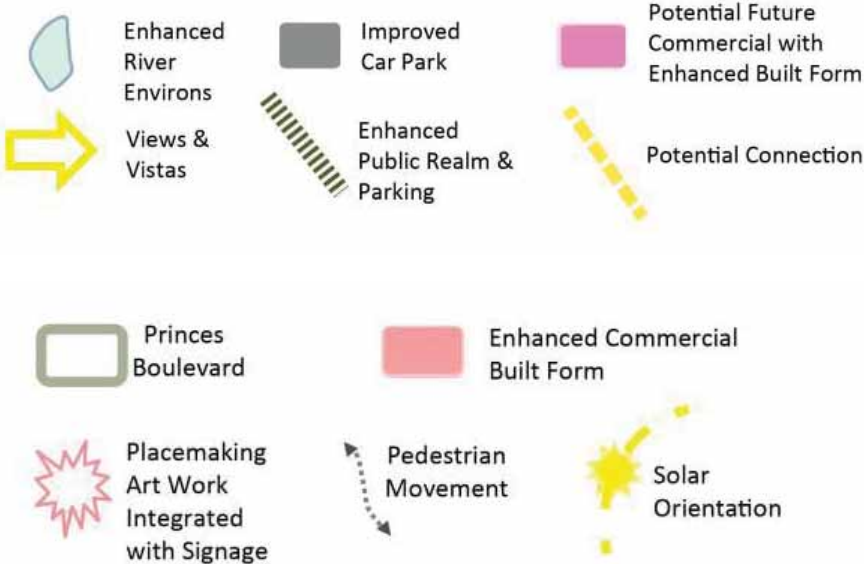 Enhanced
River
Environs
Improved
Car Park
Potential Future
Commercial with
Enhanced Built Form
Views &
Vistas
Enhanced
Public Realm &
Parking
Potential Connection
Princes
Boulevard
Enhanced Commercial
Built Form
Placemaking
Art Work
Integrated
with Signage
Pedestrian
Movement
Solar
Orientation